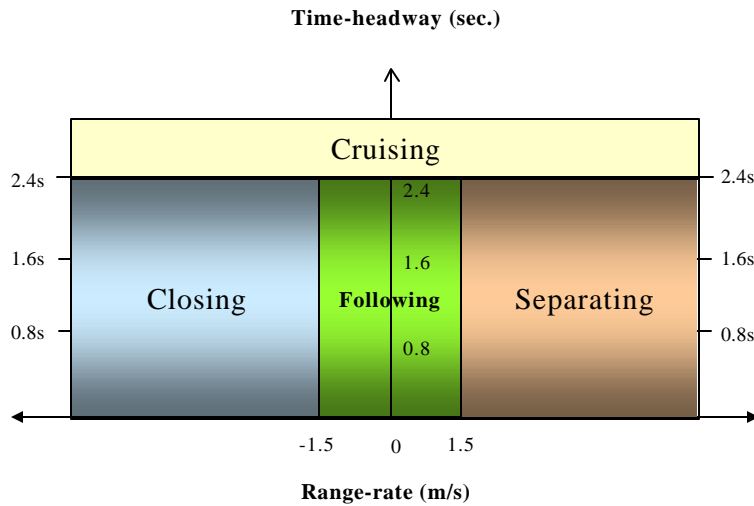 Time-headway (sec.)
Cruising
2.4s
2.4
2.4s
1.6s
1.6
1.6s
Closing
Following
Separating
0.8s
0.8
0.8s
-1.5
0
1.5
Range-rate (m/s)